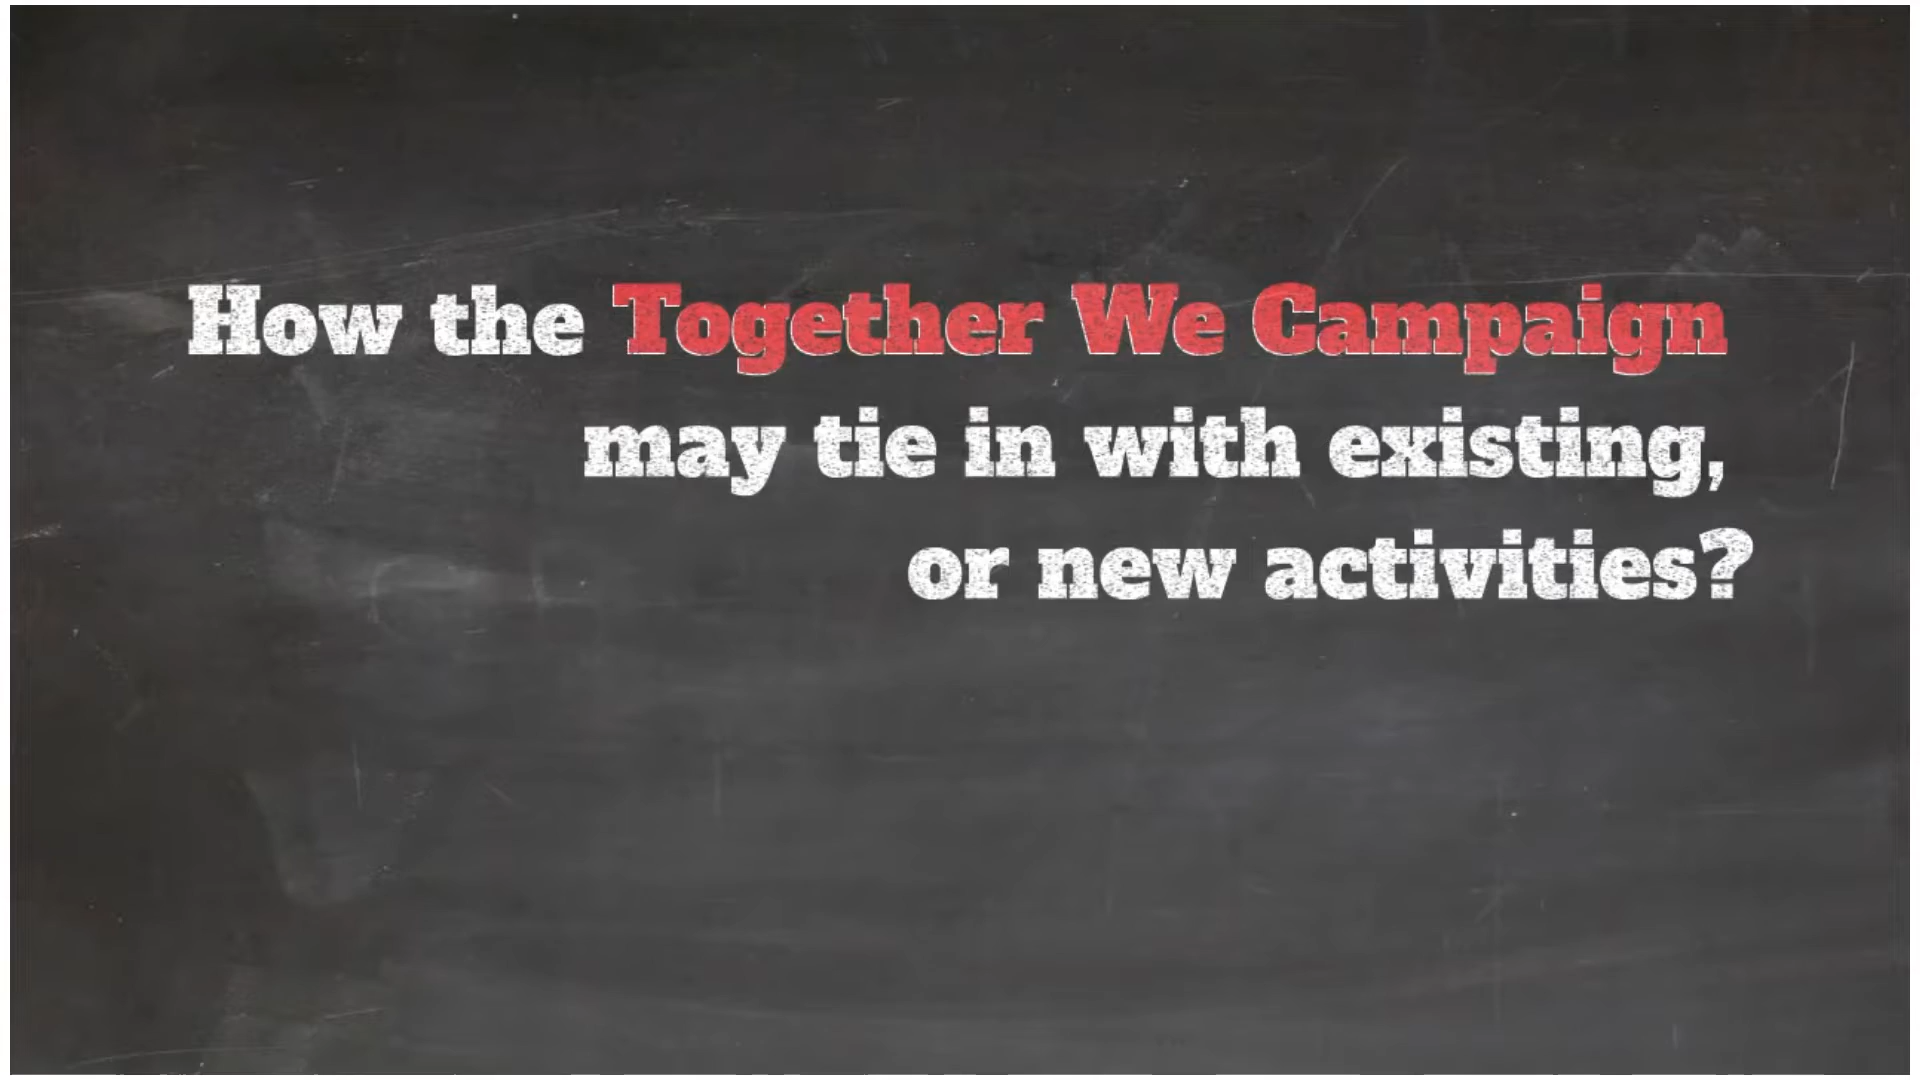 How the Together We Campaign
may tie in with existing,
or new activities?